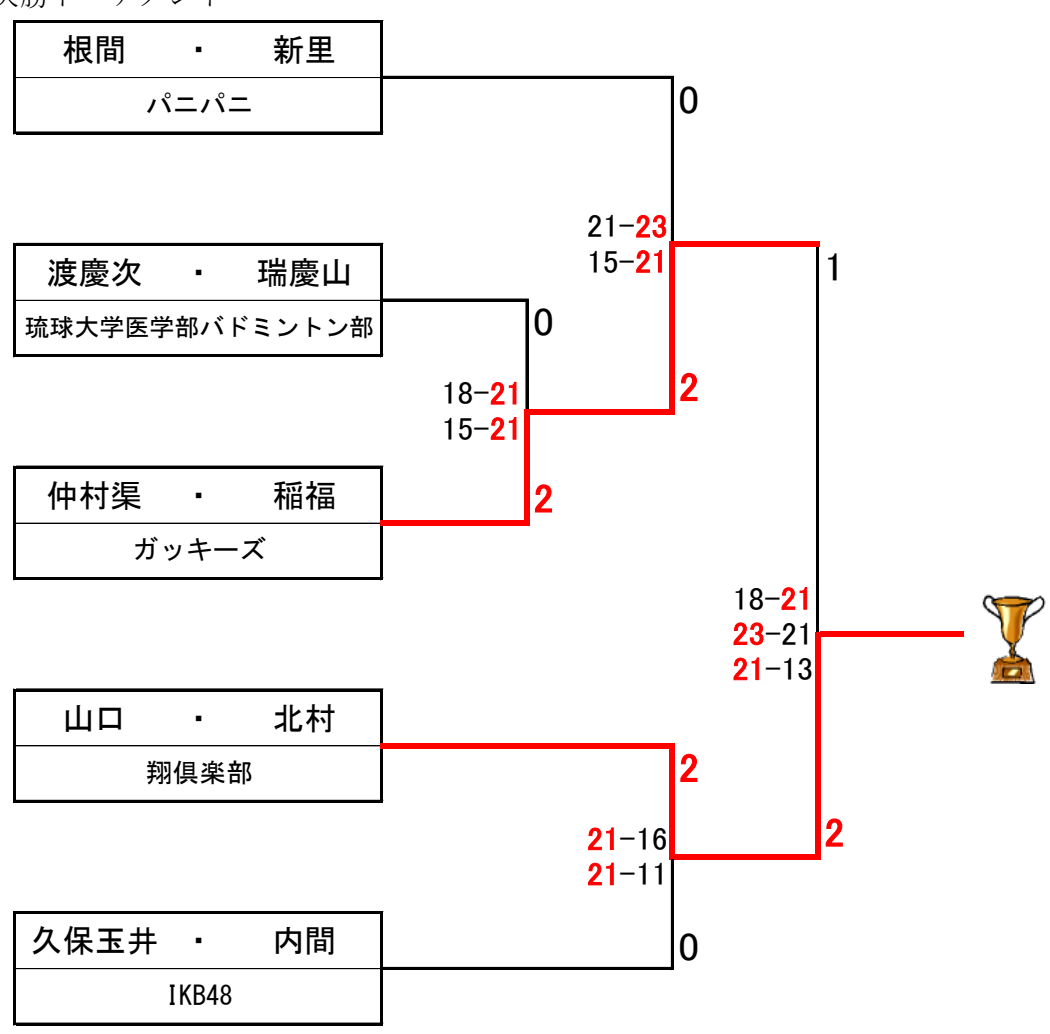 根間 ・ 新里
パニパニ
0
21-23
15-21
1
渡慶次 ・ 瑞慶山
琉球大学医学部バドミントン部
0
2
18-21
15-21
仲村渠 ・ 稲福
2
ガッキーズ
18-21
23-21
21-13
山口 ・ 北村
翔倶楽部
2
21-16
21-11
2
久保玉井 ・ 内間
0
IKB48